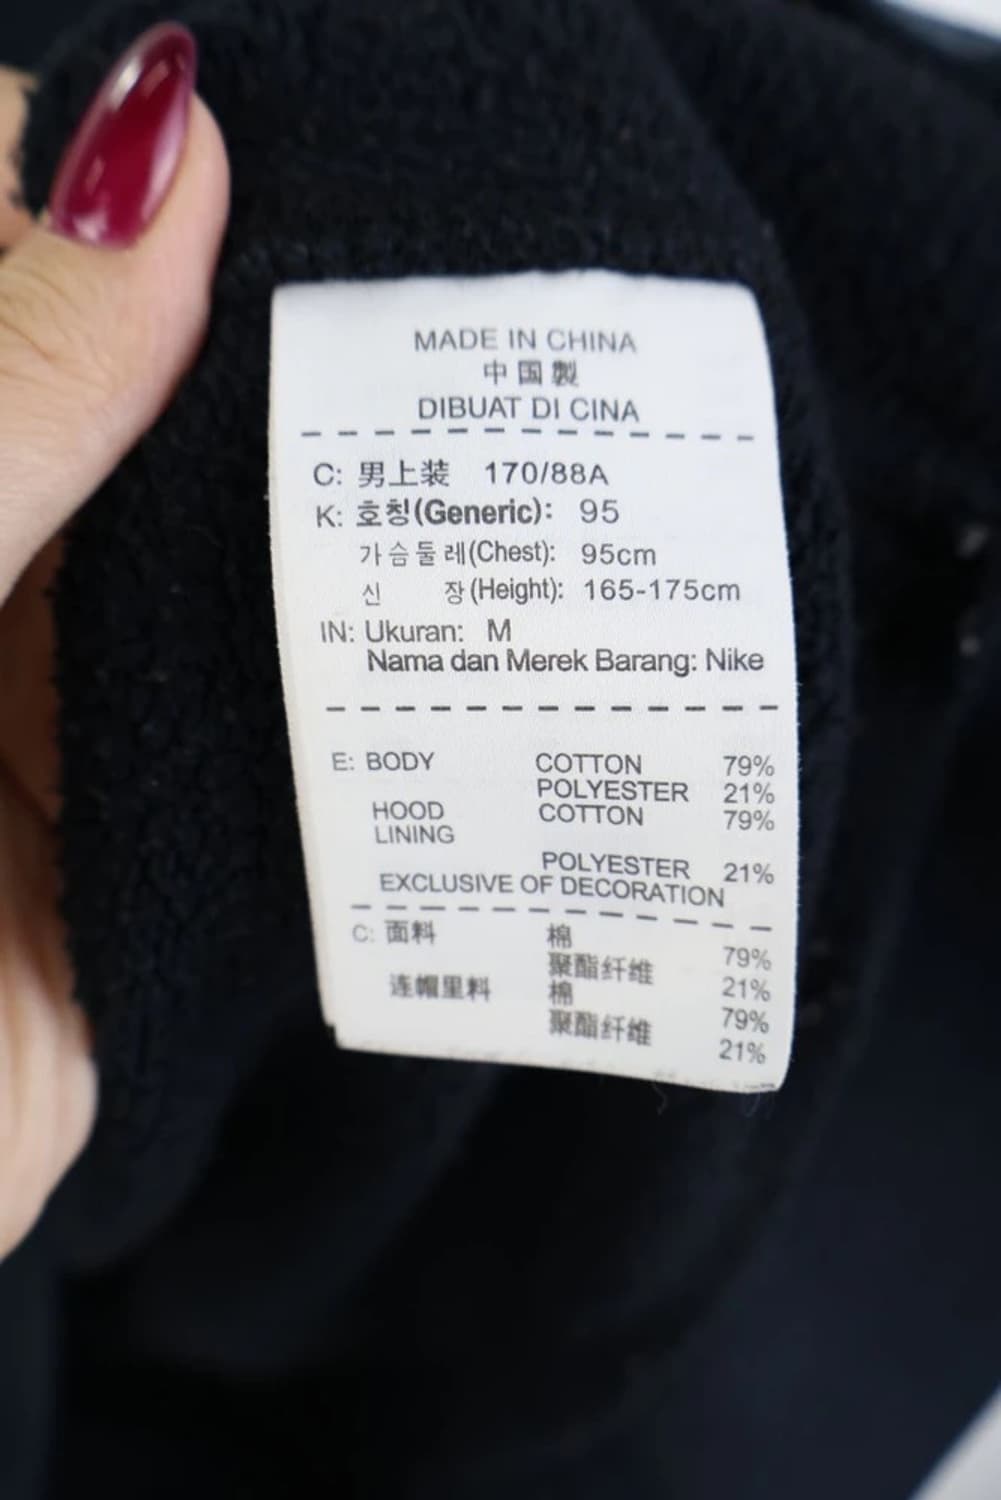 MADE IN CHINA
中国製
DIBUAT DI CINA
C: 男上装 170/88A
K: 호칭(Generic): 95
가슴둘레(Chest): 95cm
신 장(Height): 165-175cm
IN: Ukuran: M
Nama dan Merek Barang: Nike
E: BODY COTTON 79%
POLYESTER 21%
HOOD COTTON 79%
LINING
POLYESTER 21%
EXCLUSIVE OF DECORATION
C: 面料 棉 79%
聚酯纤维 21%
连帽里料 棉 79%
聚酯纤维 21%